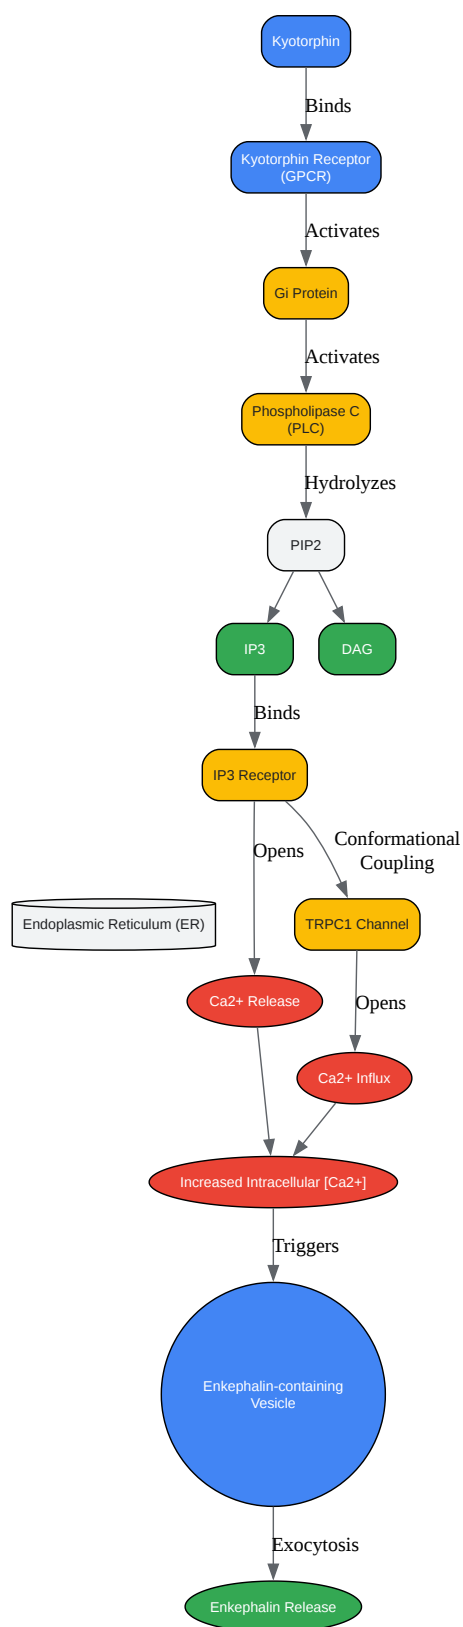 Kyotorphin
Binds
Kyotorphin Receptor
(GPCR)
Activates
Gi Protein
Activates
Phospholipase C
(PLC)
Hydrolyzes
PIP2
IP3
DAG
Binds
IP3 Receptor
Opens
Conformational
Coupling
Endoplasmic Reticulum (ER)
TRPC1 Channel
Ca2+ Release
Opens
Ca2+ Influx
Increased Intracellular [Ca2+]
Triggers
Enkephalin-containing
Vesicle
Exocytosis
Enkephalin Release